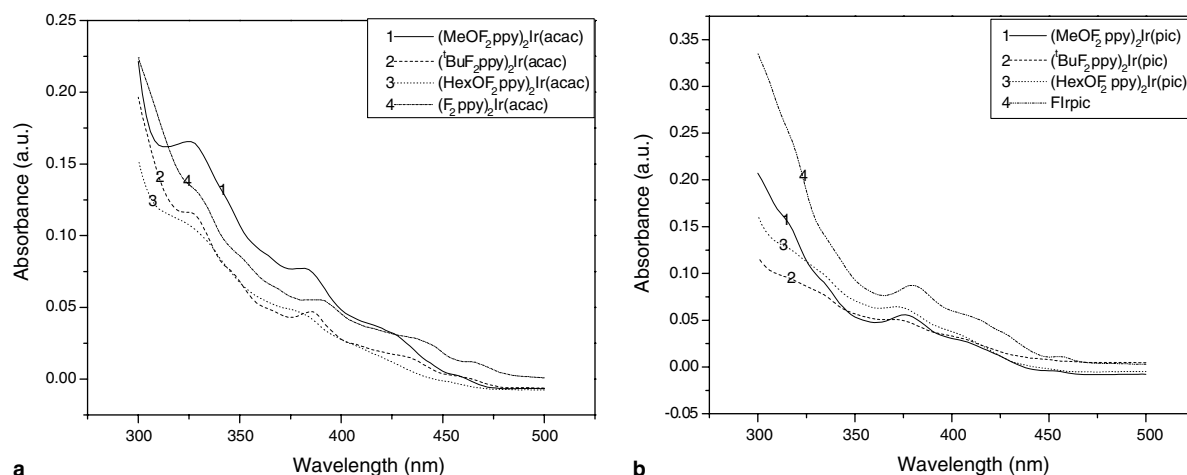 1 (MeOF₂ppy)₂Ir(acac)
2 (ᵗBuF₂ppy)₂Ir(acac)
3 (HexOF₂ppy)₂Ir(acac)
4 (F₂ppy)₂Ir(acac)
0.25
0.20
0.15
0.10
0.05
0.00
Absorbance (a.u.)
1
2
4
3
300 350 400 450 500
Wavelength (nm)
a
1 (MeOF₂ppy)₂Ir(pic)
2 (ᵗBuF₂ppy)₂Ir(pic)
3 (HexOF₂ppy)₂Ir(pic)
4 FIrpic
0.35
0.30
0.25
0.20
0.15
0.10
0.05
0.00
-0.05
Absorbance (a.u.)
4
1
3
2
300 350 400 450 500
Wavelength (nm)
b